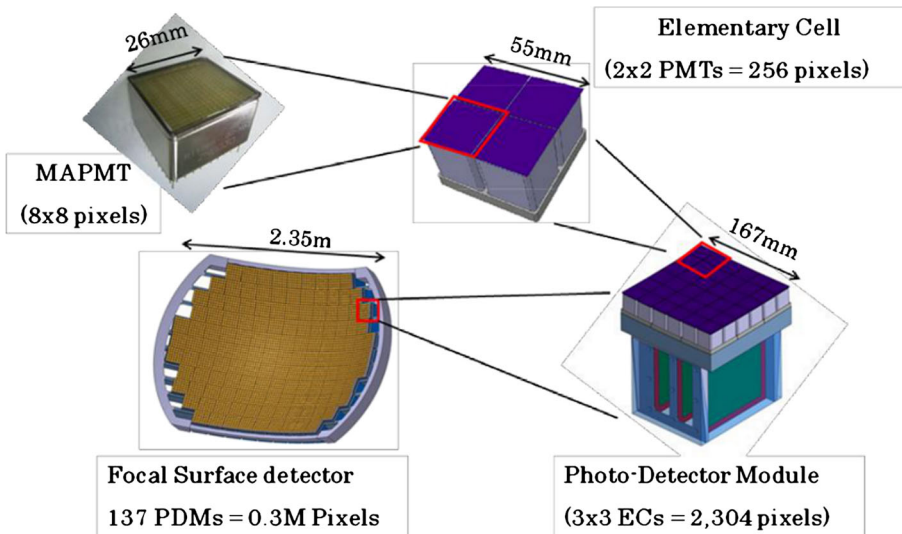 26mm
MAPMT
(8x8 pixels)
55mm
Elementary Cell
(2x2 PMTs = 256 pixels)
2.35m
Focal Surface detector
137 PDMs = 0.3M Pixels
167mm
Photo-Detector Module
(3x3 ECs = 2,304 pixels)